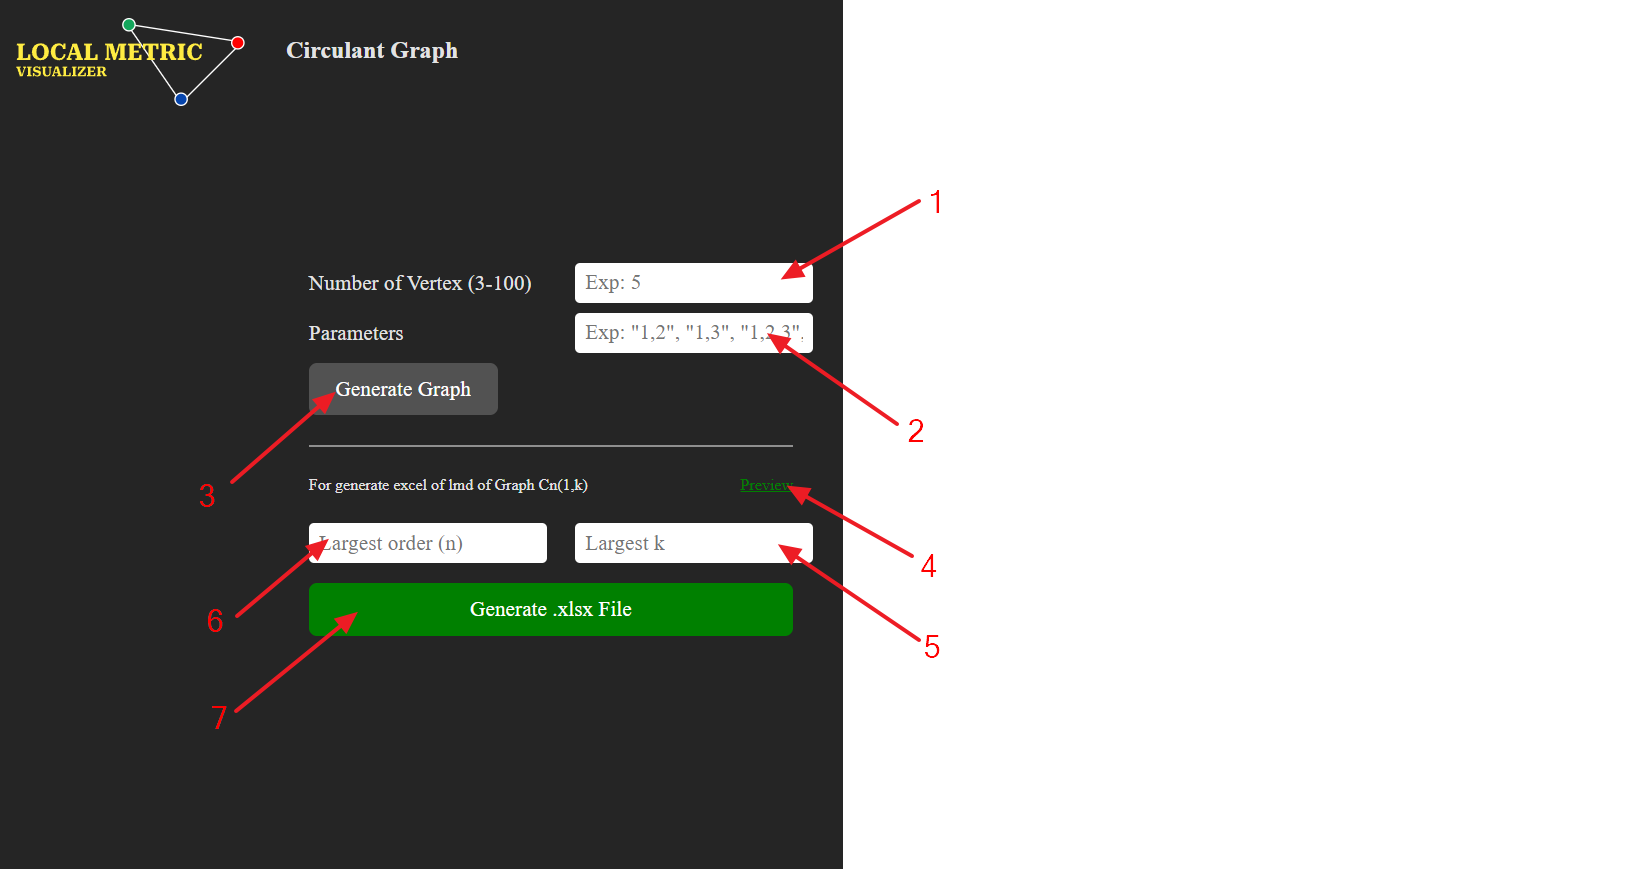 LOCAL METRIC
VISUALIZER
Circulant Graph
1
Number of Vertex (3-100)
Exp: 5
Parameters
Exp: "1,2", "1,3", "1,2,3",
Generate Graph
2
3
For generate excel of lmd of Graph Cn(1,k)
Preview
Largest order (n)
Largest k
4
6
Generate .xlsx File
5
7